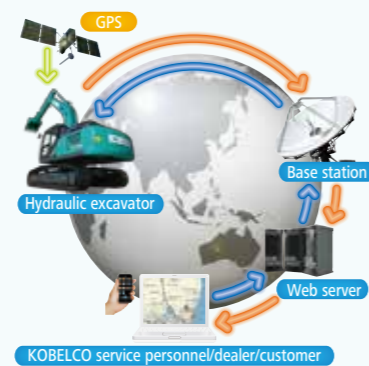 GPS
Hydraulic excavator
Base station
Web server
KOBELCO service personnel/dealer/customer